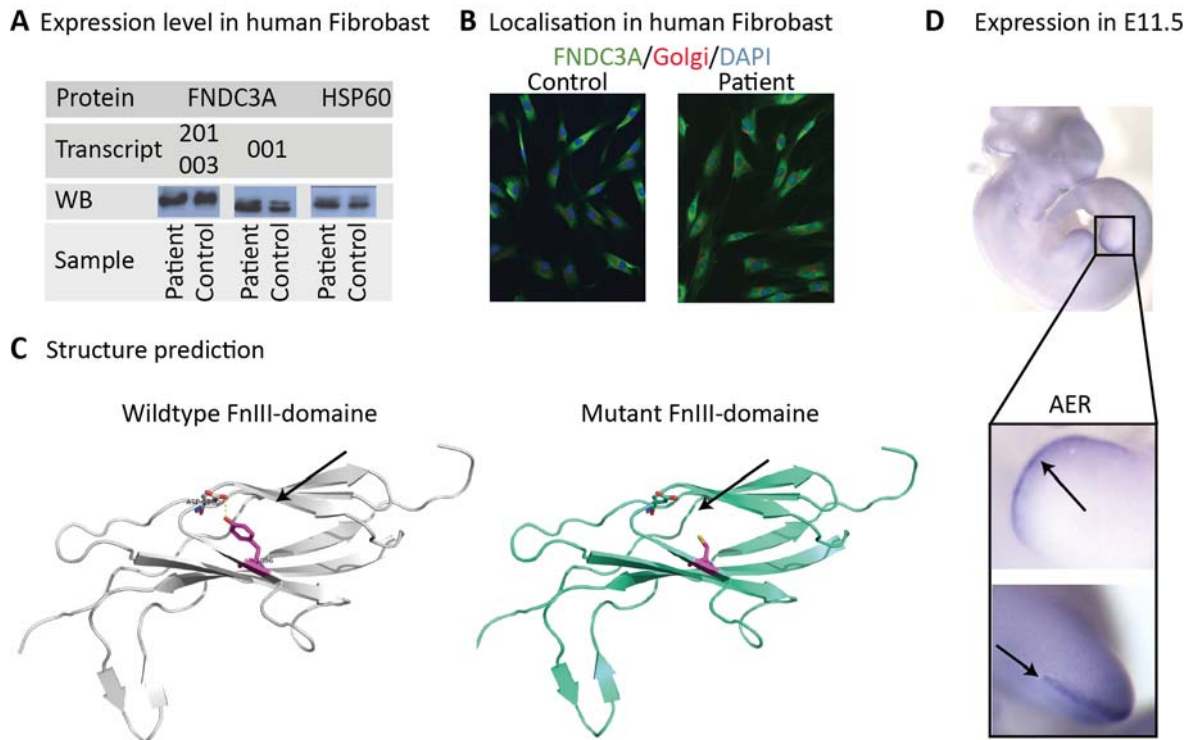 A Expression level in human Fibrobast
Protein FNDC3A HSP60
Transcript 201 003 001
WB
Sample Patient Control Patient Control Patient Control
B Localisation in human Fibrobast
FNDC3A/Golgi/DAPI
Control Patient
C Structure prediction
Wildtype FnIII-domaine Mutant FnIII-domaine
D Expression in E11.5
AER